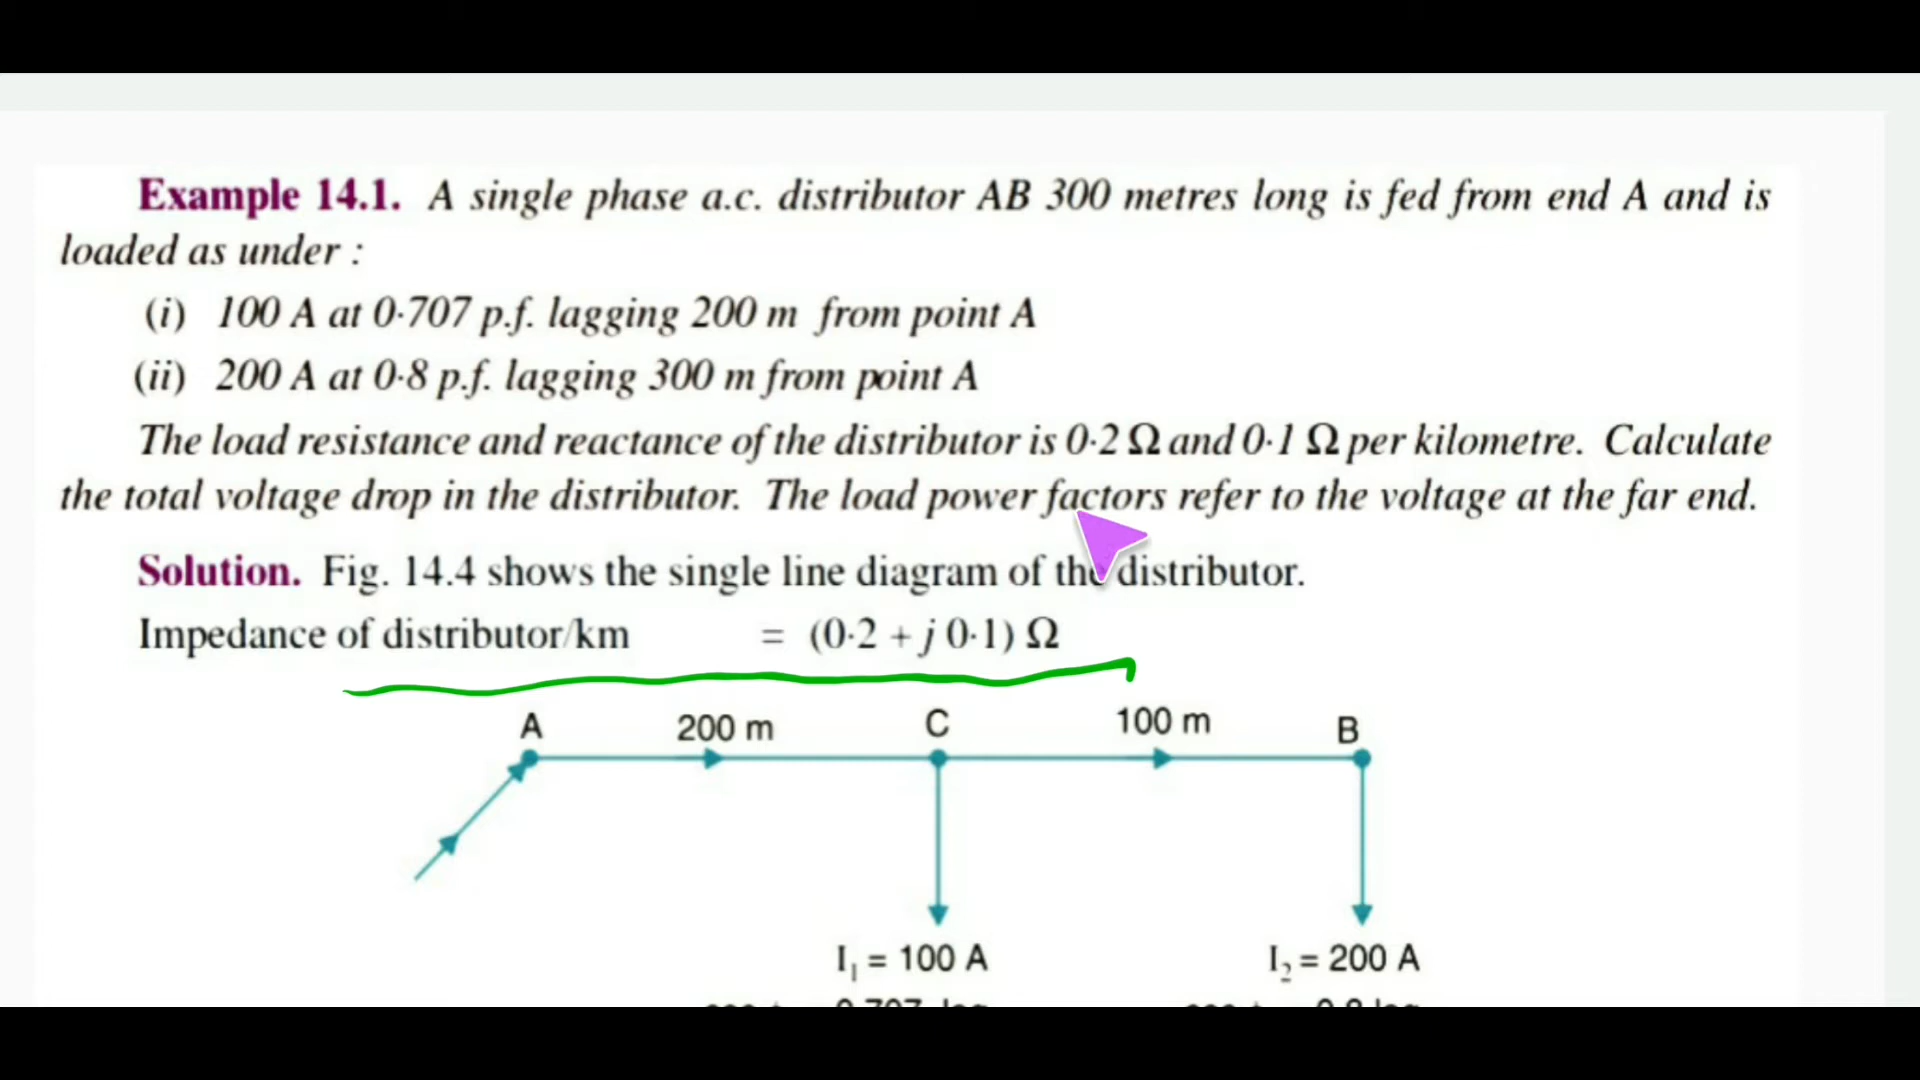 Example 14.1. A single phase a.c. distributor AB 300 metres long is fed from end A and is
loaded as under :
(i) 100 A at 0·707 p.f. lagging 200 m from point A
(ii) 200 A at 0·8 p.f. lagging 300 m from point A
The load resistance and reactance of the distributor is 0·2 Ω and 0·1 Ω per kilometre. Calculate
the total voltage drop in the distributor. The load power factors refer to the voltage at the far end.
Solution. Fig. 14.4 shows the single line diagram of the distributor.
Impedance of distributor/km = (0·2 + j 0·1) Ω
A 200 m C 100 m B
I₁ = 100 A I₂ = 200 A